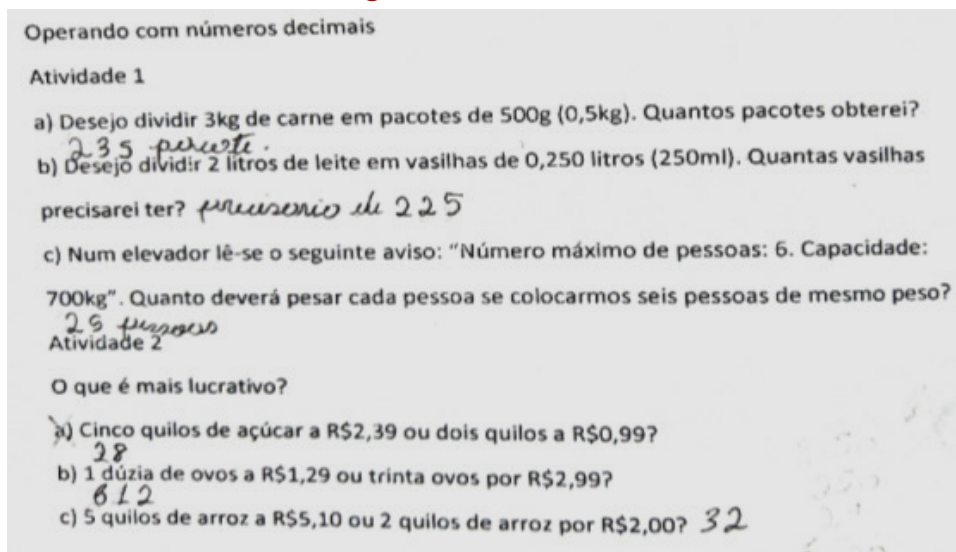 Operando com números decimais
Atividade 1
a) Desejo dividir 3kg de carne em pacotes de 500g (0,5kg). Quantos pacotes obterei?
235
b) Desejo dividir 2 litros de leite em vasilhas de 0,250 litros (250ml). Quantas vasilhas
precisarei ter? de 225
c) Num elevador lê-se o seguinte aviso: "Número máximo de pessoas: 6. Capacidade:
700kg". Quanto deverá pesar cada pessoa se colocarmos seis pessoas de mesmo peso?
25 pessoas
Atividade 2
O que é mais lucrativo?
a) Cinco quilos de açúcar a R$2,39 ou dois quilos a R$0,99?
28
b) 1 dúzia de ovos a R$1,29 ou trinta ovos por R$2,99?
612
c) 5 quilos de arroz a R$5,10 ou 2 quilos de arroz por R$2,00? 32